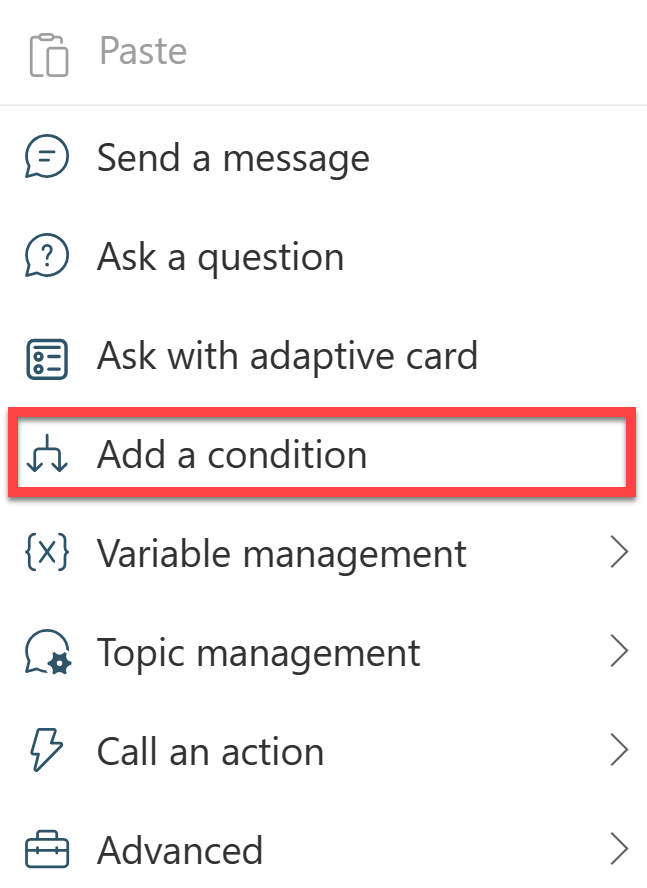 Paste
Send a message
Ask a question
Ask with adaptive card
Add a condition
{x} Variable management
Topic management
Call an action
Advanced